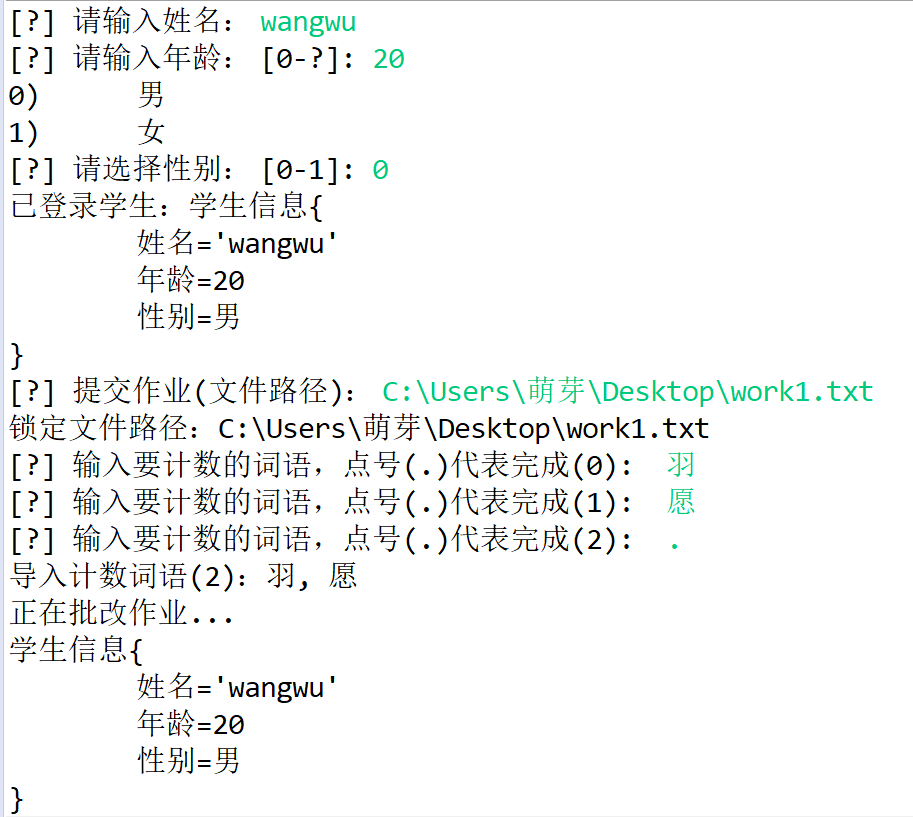 [?] 请输入姓名: wangwu
[?] 请输入年龄: [0-?]: 20
0)	男
1)	女
[?] 请选择性别: [0-1]: 0
已登录学生: 学生信息{
	姓名='wangwu'
	年龄=20
	性别=男
}
[?] 提交作业(文件路径): C:\Users\萌芽\Desktop\work1.txt
锁定文件路径: C:\Users\萌芽\Desktop\work1.txt
[?] 输入要计数的词语，点号(.)代表完成(0): 羽
[?] 输入要计数的词语，点号(.)代表完成(1): 愿
[?] 输入要计数的词语，点号(.)代表完成(2): .
导入计数词语(2): 羽, 愿
正在批改作业...
学生信息{
	姓名='wangwu'
	年龄=20
	性别=男
}